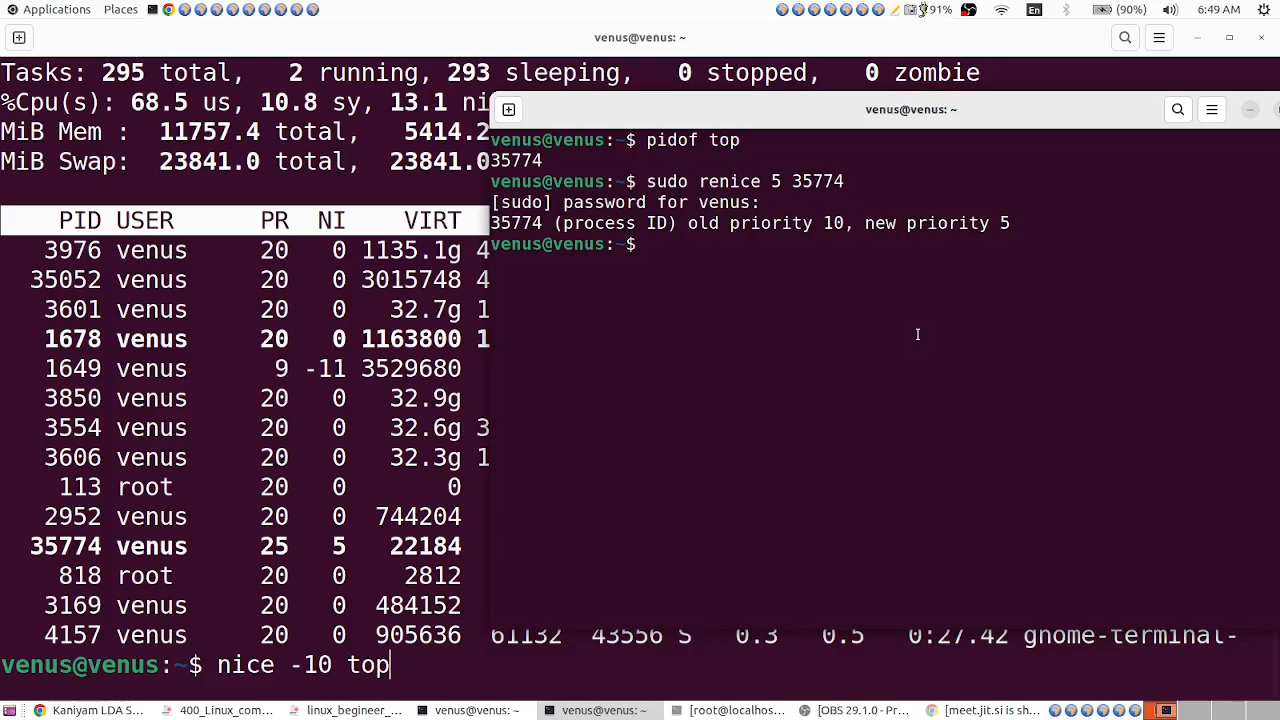 Applications Places
91% En (90%) 6:49 AM
venus@venus: ~
Tasks: 295 total, 2 running, 293 sleeping, 0 stopped, 0 zombie
%Cpu(s): 68.5 us, 10.8 sy, 13.1 ni
MiB Mem : 11757.4 total, 5414.2
MiB Swap: 23841.0 total, 23841.0
PID USER PR NI VIRT
3976 venus 20 0 1135.1g 4
35052 venus 20 0 3015748 4
3601 venus 20 0 32.7g 1
1678 venus 20 0 1163800 1
1649 venus 9 -11 3529680
3850 venus 20 0 32.9g
3554 venus 20 0 32.6g 3
3606 venus 20 0 32.3g 1
113 root 20 0 0
2952 venus 20 0 744204
35774 venus 25 5 22184
818 root 20 0 2812
3169 venus 20 0 484152
4157 venus 20 0 905636 61132 43556 S 0.3 0.5 0:27.42 gnome-terminal-
venus@venus:~$ nice -10 top
venus@venus: ~
venus@venus:~$ pidof top
35774
venus@venus:~$ sudo renice 5 35774
[sudo] password for venus:
35774 (process ID) old priority 10, new priority 5
venus@venus:~$
Kaniyam LDA S... 400_Linux_com... linux_begineer_... venus@venus: ~ venus@venus: ~ [root@localhos... [OBS 29.1.0 - Pr... [meet.jit.si is sh...